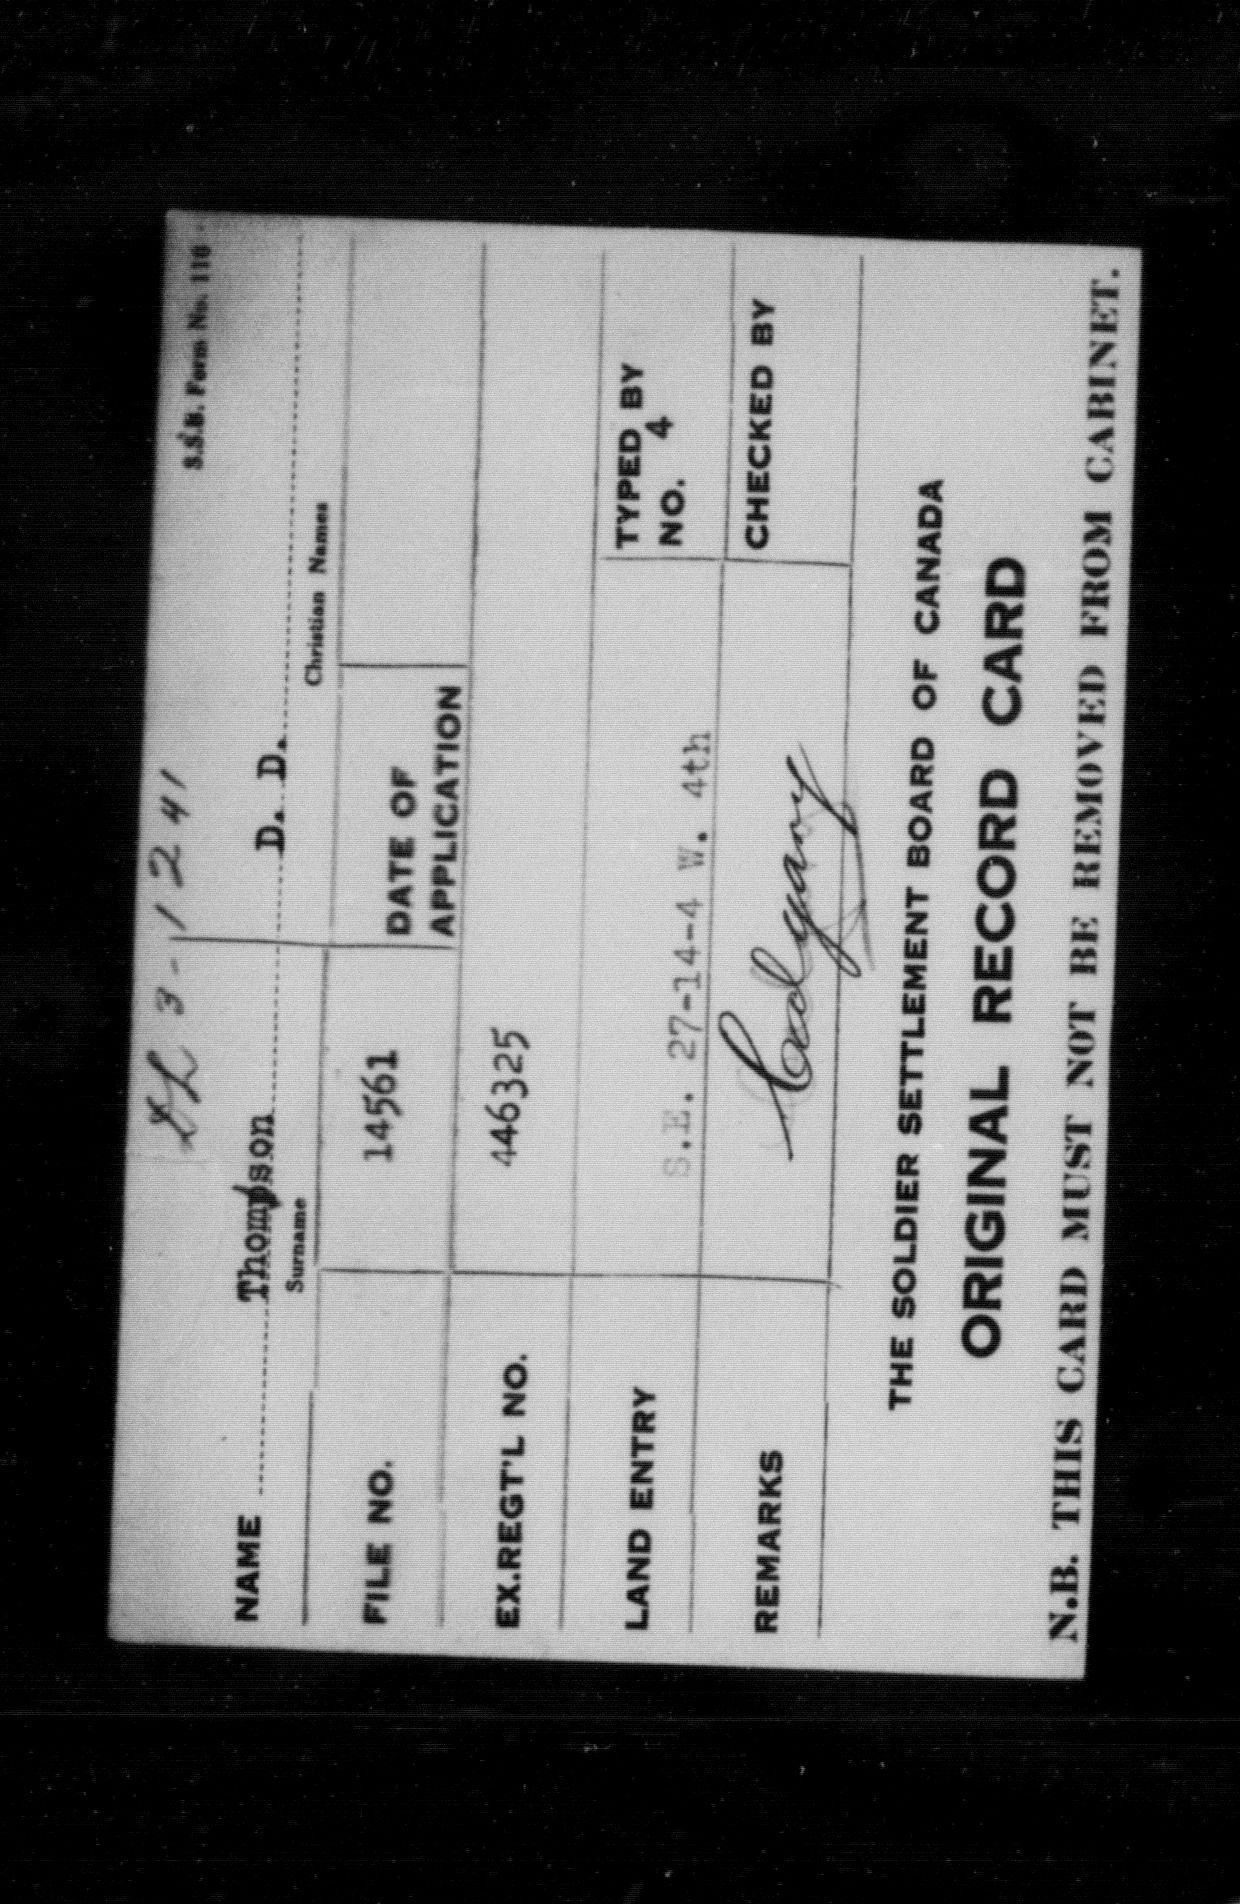 S.S.B. Form No. 116
SL 3-1241
NAME Thompson D. D.
Surname Christian Names
FILE NO. 14561 DATE OF APPLICATION
EX.REGT'L NO. 446325
LAND ENTRY S.E. 27-14-4 W. 4th TYPED BY NO. 4
REMARKS Calgary CHECKED BY
THE SOLDIER SETTLEMENT BOARD OF CANADA
ORIGINAL RECORD CARD
N.B. THIS CARD MUST NOT BE REMOVED FROM CABINET.